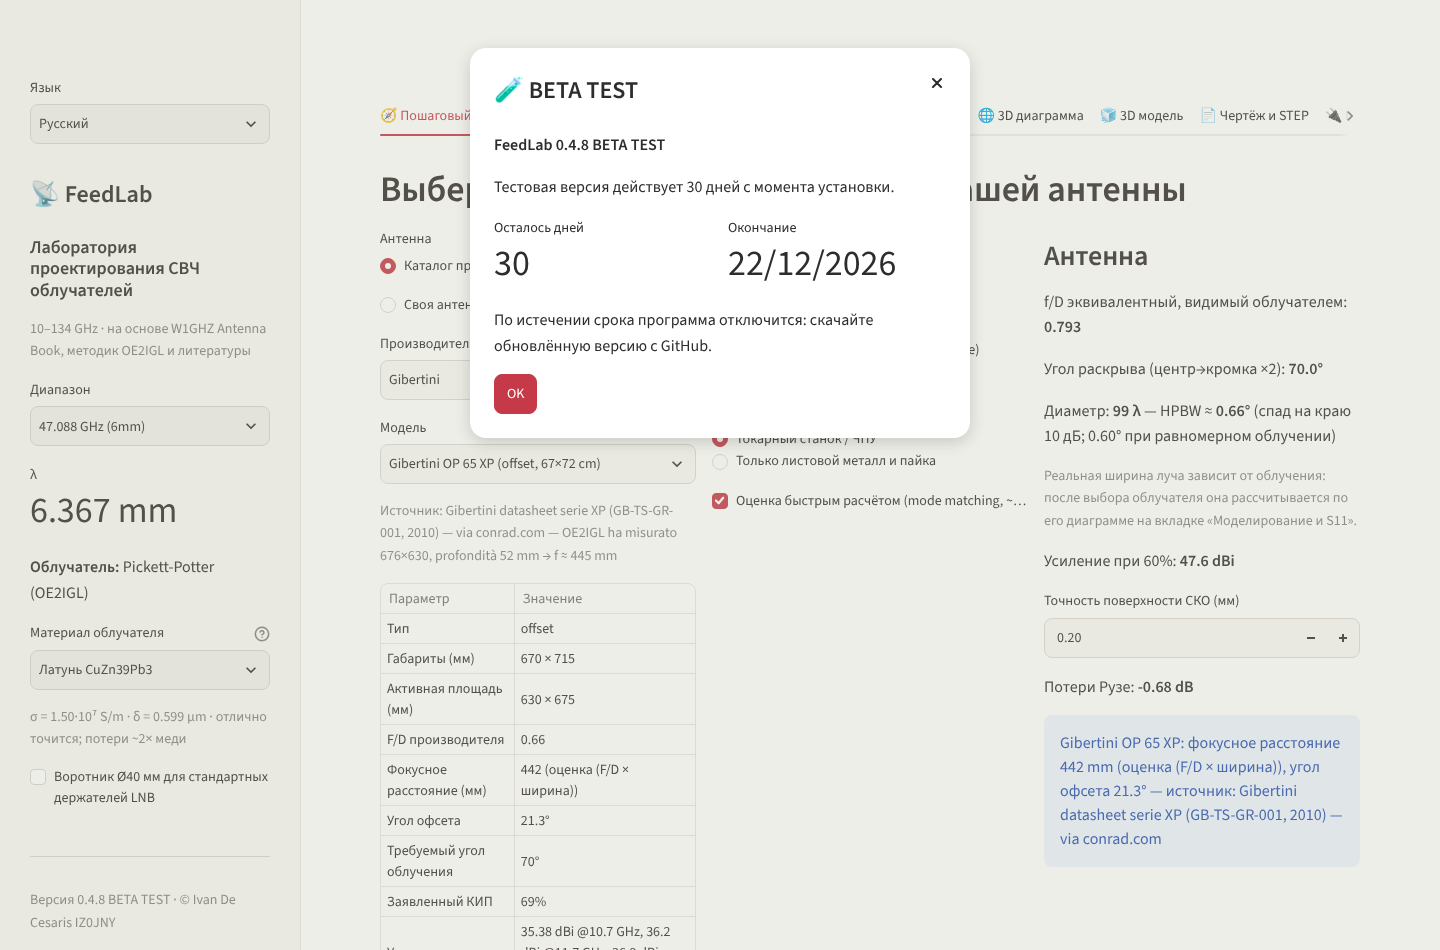 Язык
Русский
FeedLab
Лаборатория
проектирования СВЧ
облучателей
10–134 GHz · на основе W1GHZ Antenna
Book, методик OE2IGL и литературы
Диапазон
47.088 GHz (6mm)
λ
6.367 mm
Облучатель: Pickett-Potter
(OE2IGL)
Материал облучателя
Латунь CuZn39Pb3
σ = 1.50·10⁷ S/m · δ = 0.599 µm · отлично
точится; потери ~2× меди
Воротник Ø40 мм для стандартных
держателей LNB
Версия 0.4.8 BETA TEST · © Ivan De
Cesaris IZ0JNY
Пошаговый
3D диаграмма
3D модель
Чертёж и STEP
BETA TEST
FeedLab 0.4.8 BETA TEST
Тестовая версия действует 30 дней с момента установки.
Осталось дней
Окончание
30
22/12/2026
По истечении срока программа отключится: скачайте
обновлённую версию с GitHub.
OK
антенны
Антенна
Каталог
Своя
Gibertini
Модель
Gibertini OP 65 XP (offset, 67×72 cm)
Источник: Gibertini datasheet serie XP (GB-TS-GR-
001, 2010) — via conrad.com — OE2IGL ha misurato
676×630, profondità 52 mm → f ≈ 445 mm
Параметр
Значение
Тип
offset
Габариты (мм)
670 × 715
Активная площадь
(мм)
630 × 675
F/D производителя
0.66
Фокусное
расстояние (мм)
442 (оценка (F/D ×
ширина))
Угол офсета
21.3°
Требуемый угол
облучения
70°
Заявленный КИП
69%
35.38 dBi @10.7 GHz, 36.2
Токарный станок / ЧПУ
Только листовой металл и пайка
Оценка быстрым расчётом (mode matching, ~…
Антенна
f/D эквивалентный, видимый облучателем:
0.793
Угол раскрыва (центр→кромка ×2): 70.0°
Диаметр: 99 λ — HPBW ≈ 0.66° (спад на краю
10 дБ; 0.60° при равномерном облучении)
Реальная ширина луча зависит от облучения:
после выбора облучателя она рассчитывается по
его диаграмме на вкладке «Моделирование и S11».
Усиление при 60%: 47.6 dBi
Точность поверхности СКО (мм)
0.20
Потери Рузе: -0.68 dB
Gibertini OP 65 XP: фокусное расстояние
442 mm (оценка (F/D × ширина)), угол
офсета 21.3° — источник: Gibertini
datasheet serie XP (GB-TS-GR-001, 2010) —
via conrad.com